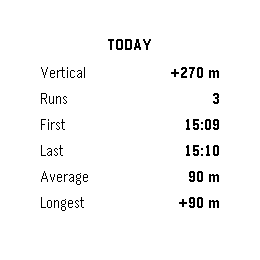 TODAY
Vertical +270 m
Runs 3
First 15:09
Last 15:10
Average 90 m
Longest +90 m